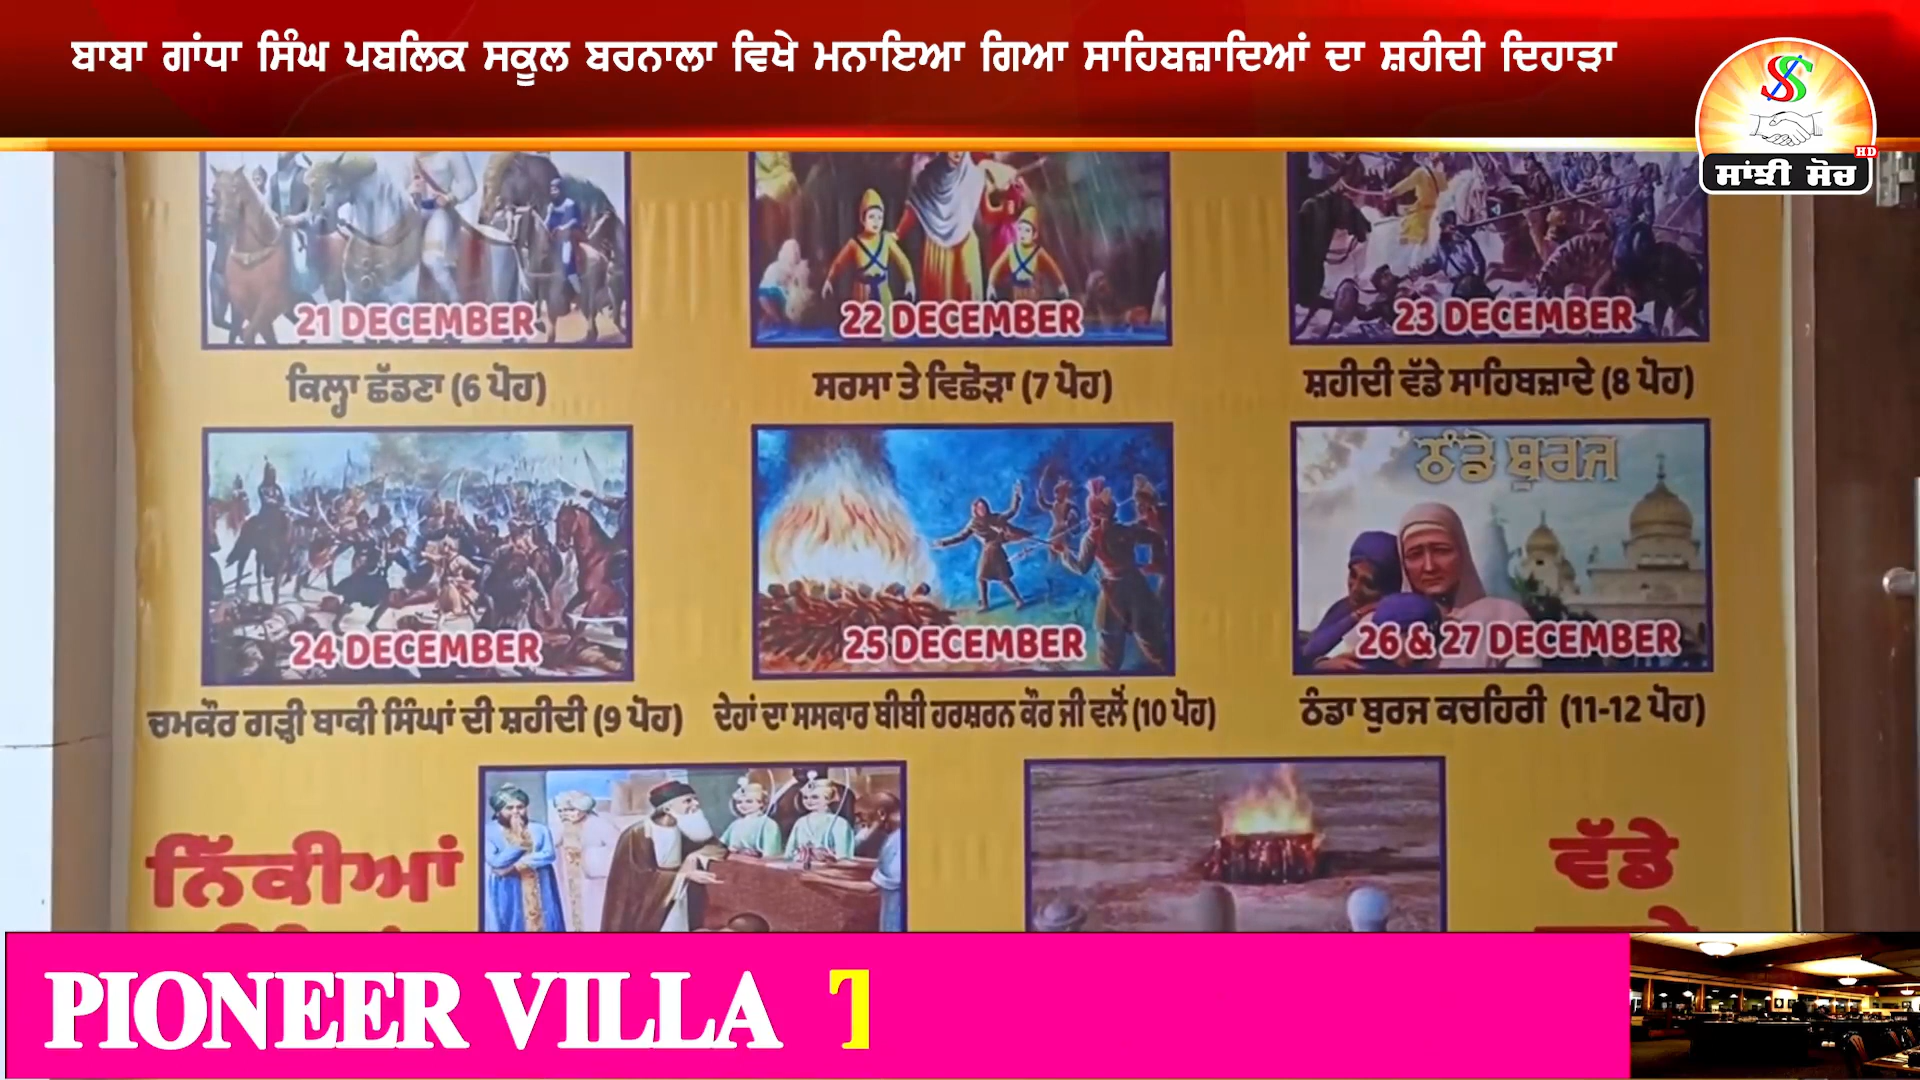 ਬਾਬਾ ਗਾਂਧਾ ਸਿੰਘ ਪਬਲਿਕ ਸਕੂਲ ਬਰਨਾਲਾ ਵਿਖੇ ਮਨਾਇਆ ਗਿਆ ਸਾਹਿਬਜ਼ਾਦਿਆਂ ਦਾ ਸ਼ਹੀਦੀ ਦਿਹਾੜਾ
SS
HD
ਸਾਂਝੀ ਸੋਚ
21 DECEMBER
22 DECEMBER
23 DECEMBER
ਕਿਲ੍ਹਾ ਛੱਡਣਾ (6 ਪੋਹ)
ਸਰਸਾ ਤੇ ਵਿਛੋੜਾ (7 ਪੋਹ)
ਸ਼ਹੀਦੀ ਵੱਡੇ ਸਾਹਿਬਜ਼ਾਦੇ (8 ਪੋਹ)
ਠੰਡੇ ਬੁਰਜ
24 DECEMBER
25 DECEMBER
26 & 27 DECEMBER
ਚਮਕੌਰ ਗੜ੍ਹੀ ਬਾਕੀ ਸਿੰਘਾਂ ਦੀ ਸ਼ਹੀਦੀ (9 ਪੋਹ)
ਦੇਹਾਂ ਦਾ ਸਸਕਾਰ ਬੀਬੀ ਹਰਸ਼ਰਨ ਕੌਰ ਜੀ ਵਲੋਂ (10 ਪੋਹ)
ਠੰਡਾ ਬੁਰਜ ਕਚਹਿਰੀ (11-12 ਪੋਹ)
ਨਿੱਕੀਆਂ
ਵੱਡੇ
PIONEER VILLA T